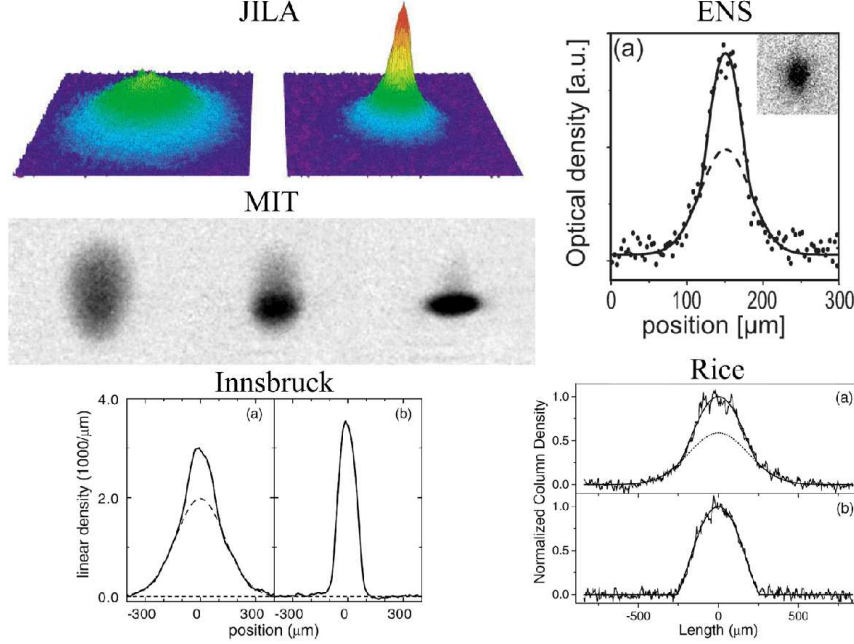 JILA
ENS
(a)
Optical density [a.u.]
0 100 200 300
position [µm]
MIT
Innsbruck
(a) (b)
linear density (1000/µm)
4.0
2.0
0.0
-300 0 300 -300 0 300
position (µm)
Rice
(a)
1.0
0.5
0.0
(b)
1.0
0.5
0.0
Normalized Column Density
-500 0 500
Length (µm)